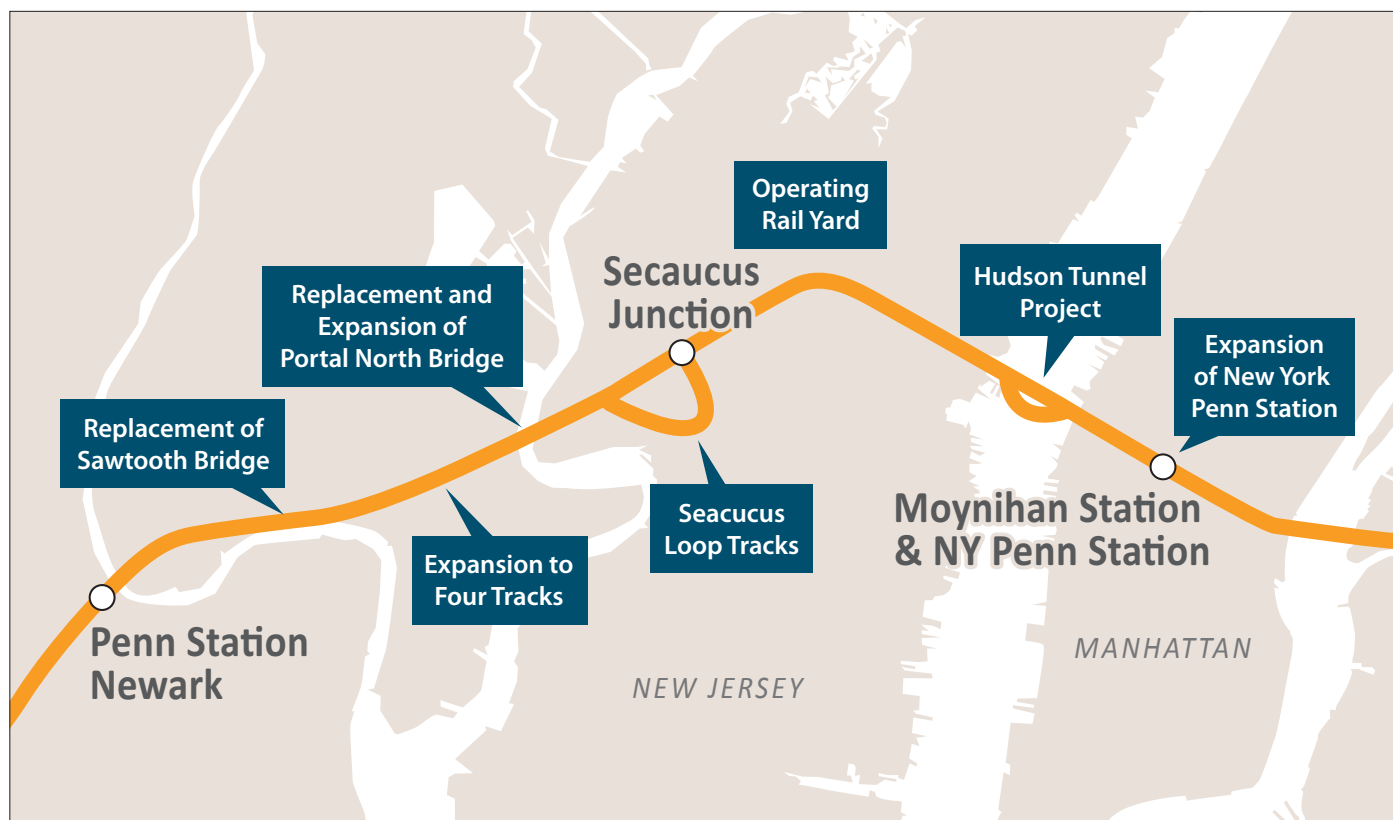 Operating
Rail Yard
Secaucus
Junction
Hudson Tunnel
Project
Replacement and
Expansion of
Portal North Bridge
Expansion
of New York
Penn Station
Replacement of
Sawtooth Bridge
Seacucus
Loop Tracks
Moynihan Station
& NY Penn Station
Expansion to
Four Tracks
Penn Station
Newark
NEW JERSEY
MANHATTAN